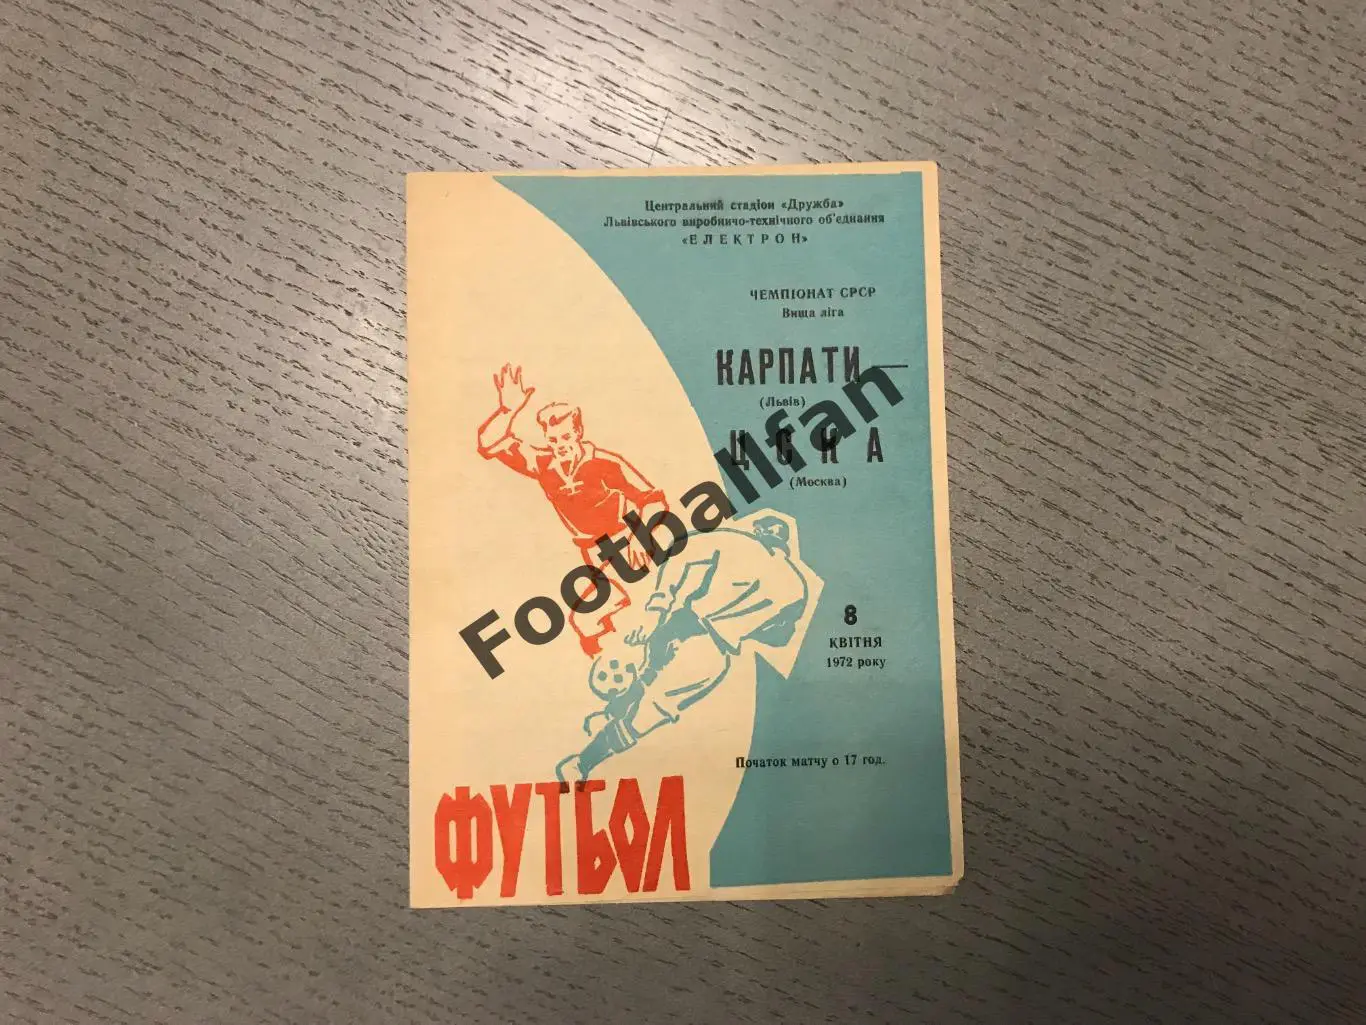 Центральний стадіон «Дружба»
Львівського виробничо-технічного об'єднання
«ЕЛЕКТРОН»
ЧЕМПІОНАТ СРСР
Вища ліга
КАРПАТИ —
(Львів)
ЦСКА
(Москва)
Footballfan
8
КВІТНЯ
1972 року
Початок матчу о 17 год.
ФУТБОЛ